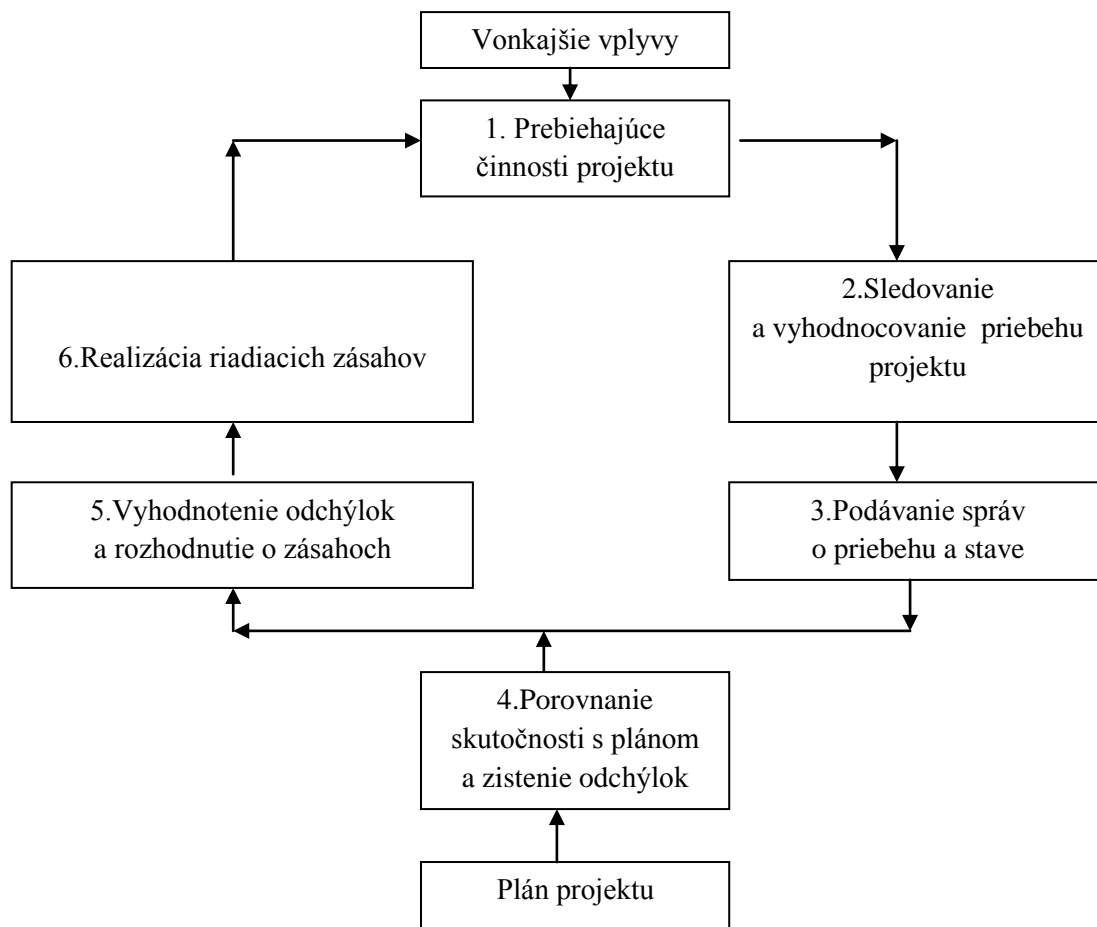 Vonkajšie vplyvy
1. Prebiehajúce
činnosti projektu
2.Sledovanie
a vyhodnocovanie priebehu
projektu
3.Podávanie správ
o priebehu a stave
4.Porovnanie
skutočnosti s plánom
a zistenie odchýlok
Plán projektu
5.Vyhodnotenie odchýlok
a rozhodnutie o zásahoch
6.Realizácia riadiacich zásahov